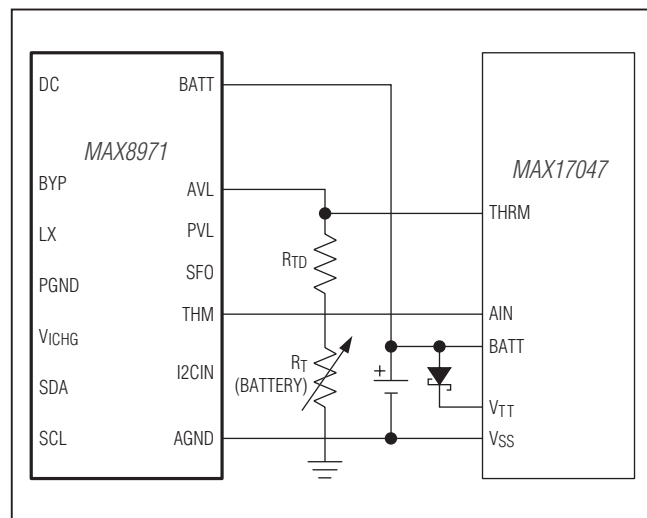 DC
BATT
MAX8971
MAX17047
BYP
AVL
THRM
LX
PVL
RTD
SFO
PGND
THM
AIN
VICHG
RT
(BATTERY)
+
BATT
I2CIN
SDA
VTT
SCL
AGND
VSS